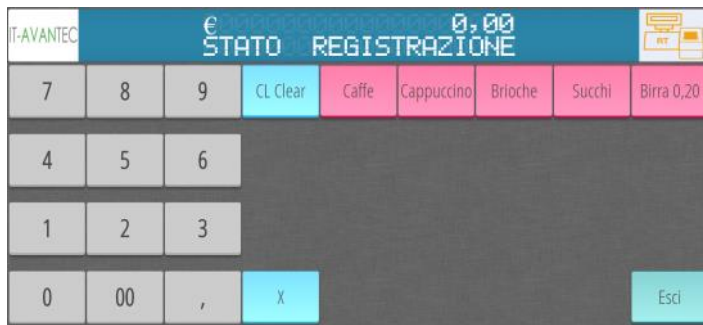 IT-AVANTEC
€ 0,00
STATO REGISTRAZIONE
RT
7 8 9 CL Clear Caffe Cappuccino Brioche Succhi Birra 0,20
4 5 6
1 2 3
0 00 , X Esci